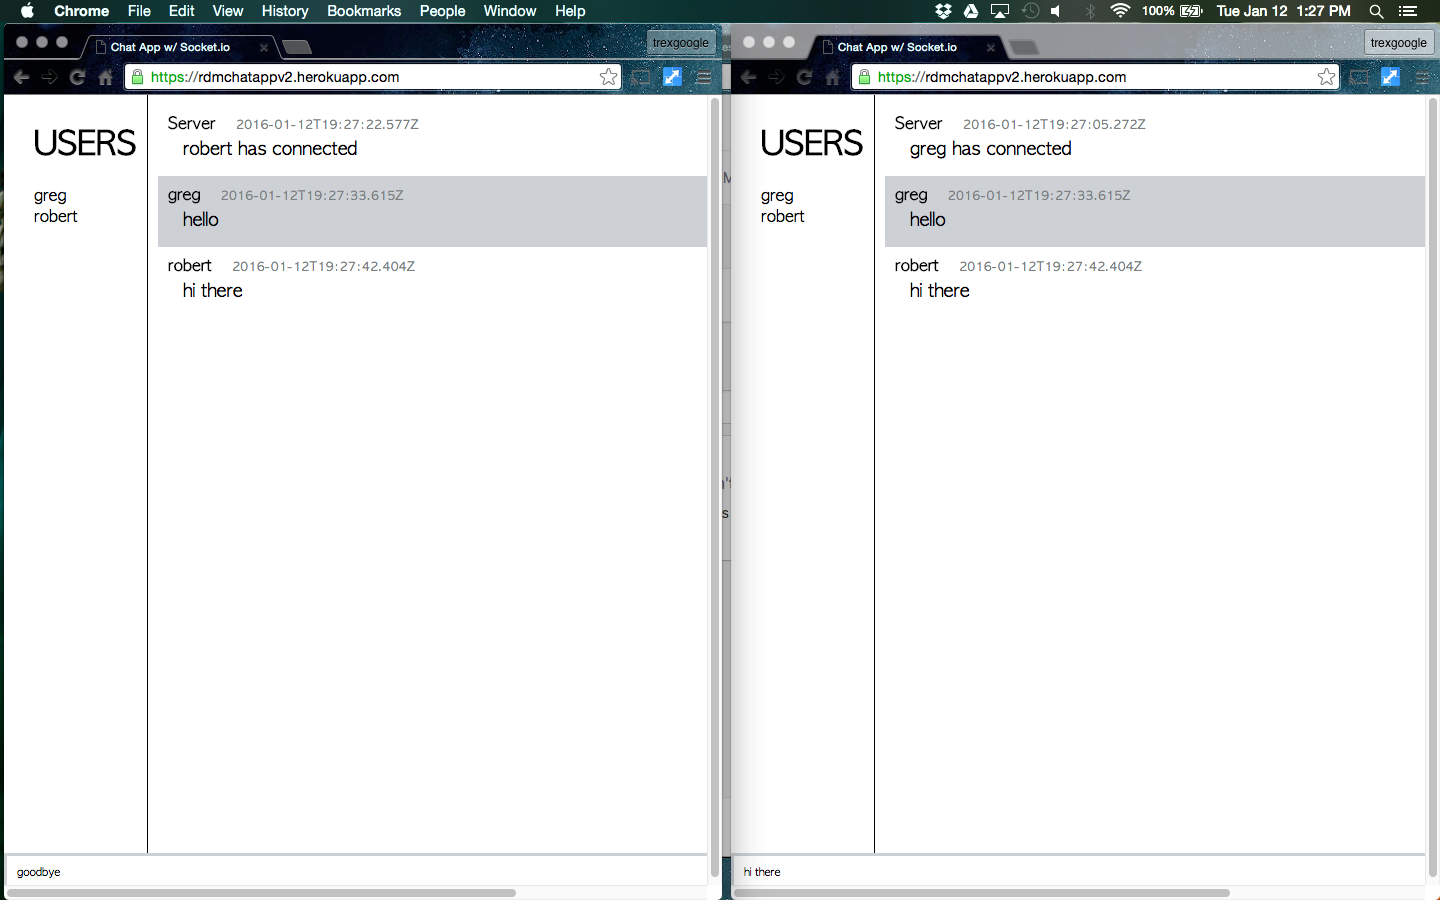 Chrome File Edit View History Bookmarks People Window Help 100% Tue Jan 12 1:27 PM
Chat App w/ Socket.io
trexgoogle
https://rdmchatappv2.herokuapp.com
USERS
greg
robert
Server 2016-01-12T19:27:22.577Z
robert has connected
greg 2016-01-12T19:27:33.615Z
hello
robert 2016-01-12T19:27:42.404Z
hi there
goodbye
Chat App w/ Socket.io
trexgoogle
https://rdmchatappv2.herokuapp.com
USERS
greg
robert
Server 2016-01-12T19:27:05.272Z
greg has connected
greg 2016-01-12T19:27:33.615Z
hello
robert 2016-01-12T19:27:42.404Z
hi there
hi there